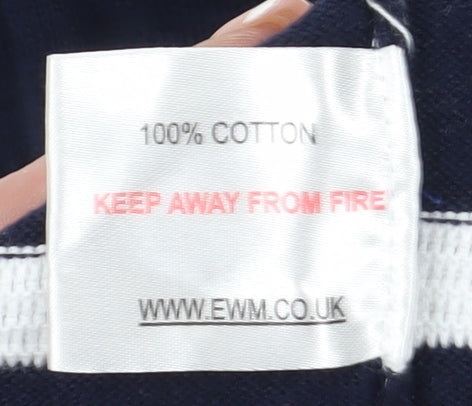 100% COTTON
KEEP AWAY FROM FIRE
WWW.EWM.CO.UK